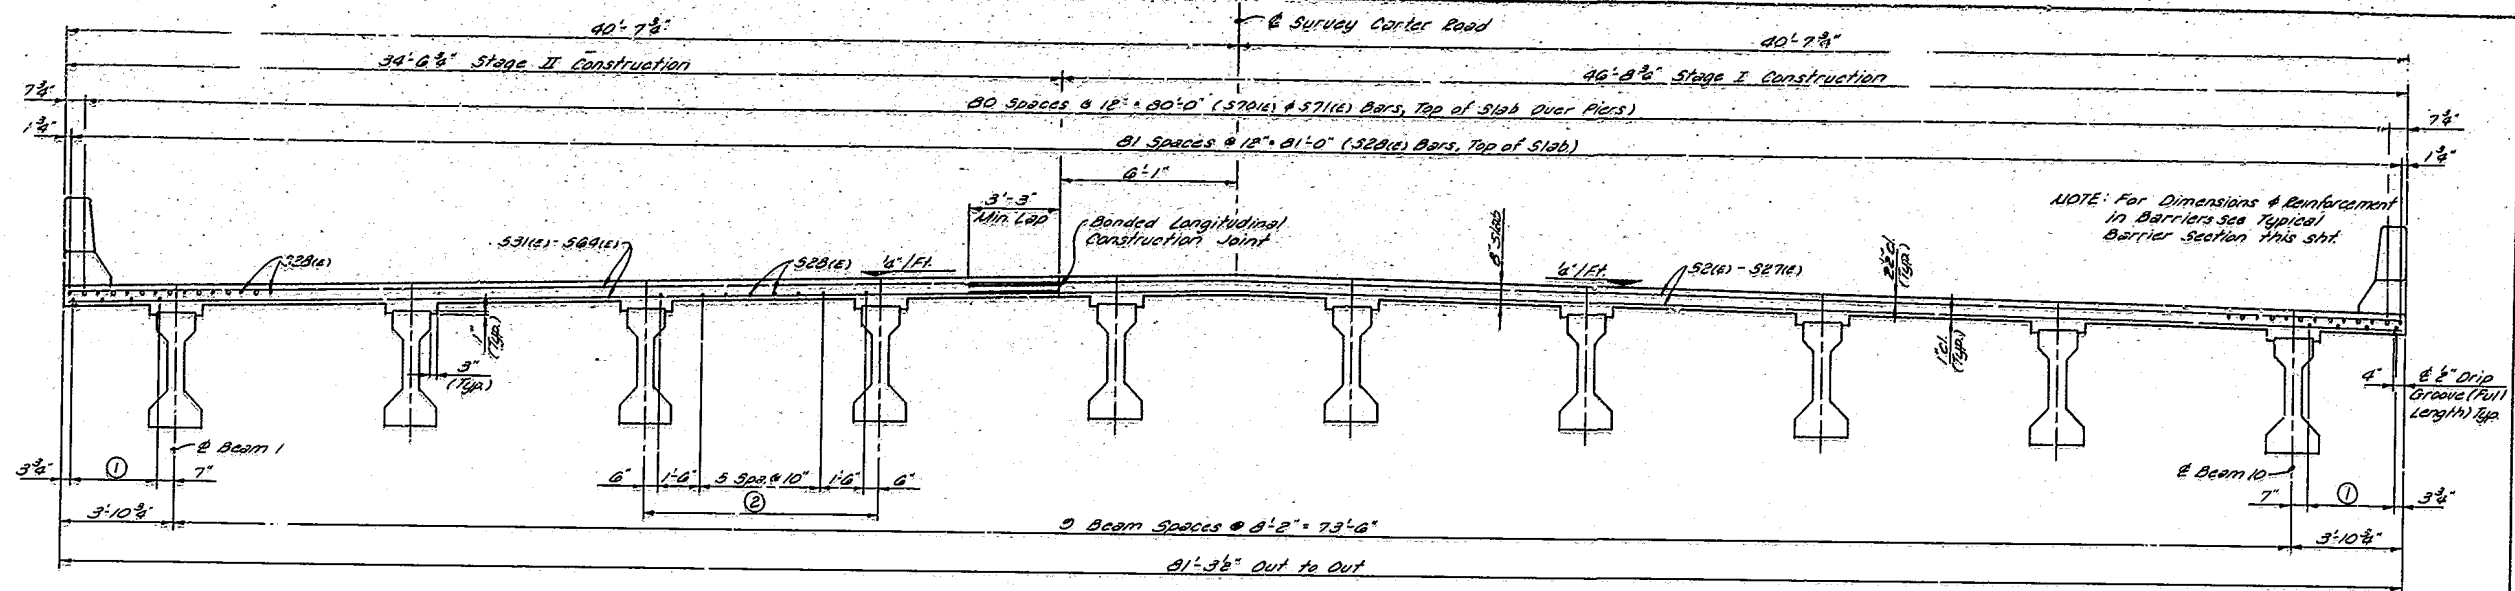 ℄ Survey Carter Road
40'-7¾"
40'-7¾"
34'-6¾" Stage II Construction
46'-8¾" Stage I Construction
7¾"
80 Spaces @ 12" = 80'-0" (S70(E) & S71(E) Bars, Top of Slab Over Piers)
7¾"
1¾"
81 Spaces @ 12" = 81'-0" (S28(E) Bars, Top of Slab)
1¾"
6'-1"
3'-3"
Min. Lap
Bonded Longitudinal
Construction Joint
NOTE: For Dimensions & Reinforcement
in Barriers see Typical
Barrier Section this sht.
S31(E)-S69(E)
S28(E)
S28(E)
¼"/Ft.
8" Slab
¼"/Ft.
S2(E)-S27(E)
2½" cl.
(Typ.)
1"
(Typ.)
3"
(Typ.)
1" cl.
(Typ.)
4"
℄ ½" Drip
Groove (Full
Length) Typ.
℄ Beam 1
℄ Beam 10
3¾"
①
7"
6"
1'-6"
5 Spa. @ 10"
1'-6"
6"
②
7"
①
3¾"
3'-10¾"
9 Beam Spaces @ 8'-2" = 73'-6"
3'-10¾"
81'-3½" Out to Out